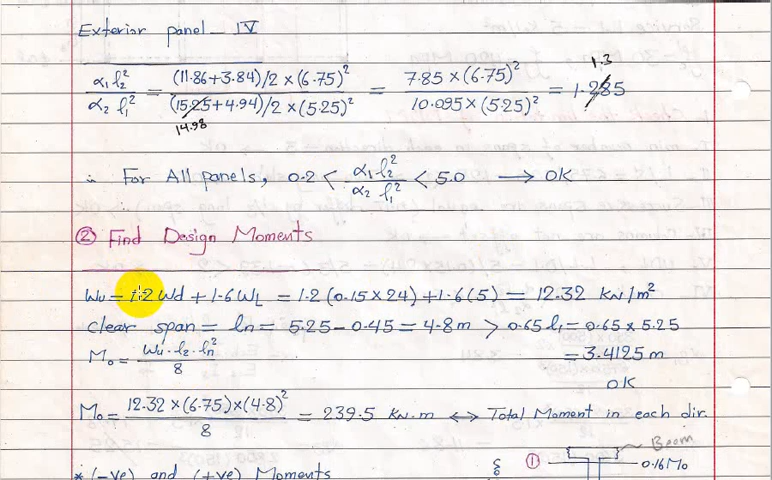 Exterior panel - IV
α₁ l₂² / α₂ l₁² = (11.86+3.84)/2 × (6.75)² / (15.25+4.94)/2 × (5.25)² = 7.85 × (6.75)² / 10.095 × (5.25)² = 1.285
1.3
14.98
∴ For All panels, 0.2 < α₁ l₂² / α₂ l₁² < 5.0 → OK
② Find Design Moments
Wu = 1.2 Wd + 1.6 WL = 1.2 (0.15 × 24) + 1.6 (5) = 12.32 KN/m²
clear span = ln = 5.25 - 0.45 = 4.8 m > 0.65 l₁ = 0.65 × 5.25
= 3.4125 m
OK
M₀ = Wu · l₂ · ln² / 8
M₀ = 12.32 × (6.75) × (4.8)² / 8 = 239.5 KN.m ↔ Total Moment in each dir.
* (-ve) and (+ve) Moments
① Beam
0.16 M₀